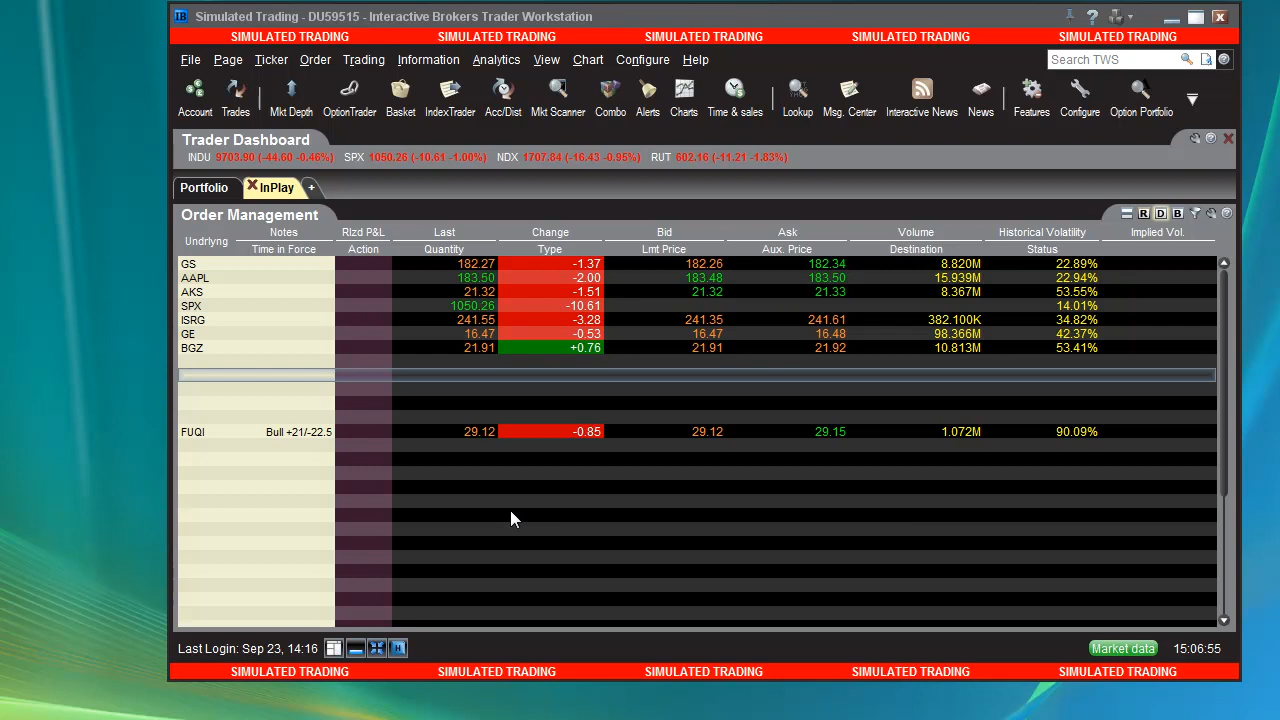 IB Simulated Trading - DU59515 - Interactive Brokers Trader Workstation ?
SIMULATED TRADING SIMULATED TRADING SIMULATED TRADING SIMULATED TRADING SIMULATED TRADING
File Page Ticker Order Trading Information Analytics View Chart Configure Help Search TWS
Account Trades Mkt Depth OptionTrader Basket IndexTrader Acc/Dist Mkt Scanner Combo Alerts Charts Time & sales Lookup Msg. Center Interactive News News Features Configure Option Portfolio
Trader Dashboard
INDU 9703.90 (-44.60 -0.46%) SPX 1050.26 (-10.61 -1.00%) NDX 1707.84 (-16.43 -0.95%) RUT 602.16 (-11.21 -1.83%)
Portfolio InPlay +
Order Management R D B
Undrlyng Notes Rlzd P&L Last Change Bid Ask Volume Historical Volatility Implied Vol.
Time in Force Action Quantity Type Lmt Price Aux. Price Destination Status
GS 182.27 -1.37 182.26 182.34 8.820M 22.89%
AAPL 183.50 -2.00 183.48 183.50 15.939M 22.94%
AKS 21.32 -1.51 21.32 21.33 8.367M 53.55%
SPX 1050.26 -10.61 14.01%
ISRG 241.55 -3.28 241.35 241.61 382.100K 34.82%
GE 16.47 -0.53 16.47 16.48 98.366M 42.37%
BGZ 21.91 +0.76 21.91 21.92 10.813M 53.41%
FUQI Bull +21/-22.5 29.12 -0.85 29.12 29.15 1.072M 90.09%
Last Login: Sep 23, 14:16 H Market data 15:06:55
SIMULATED TRADING SIMULATED TRADING SIMULATED TRADING SIMULATED TRADING SIMULATED TRADING